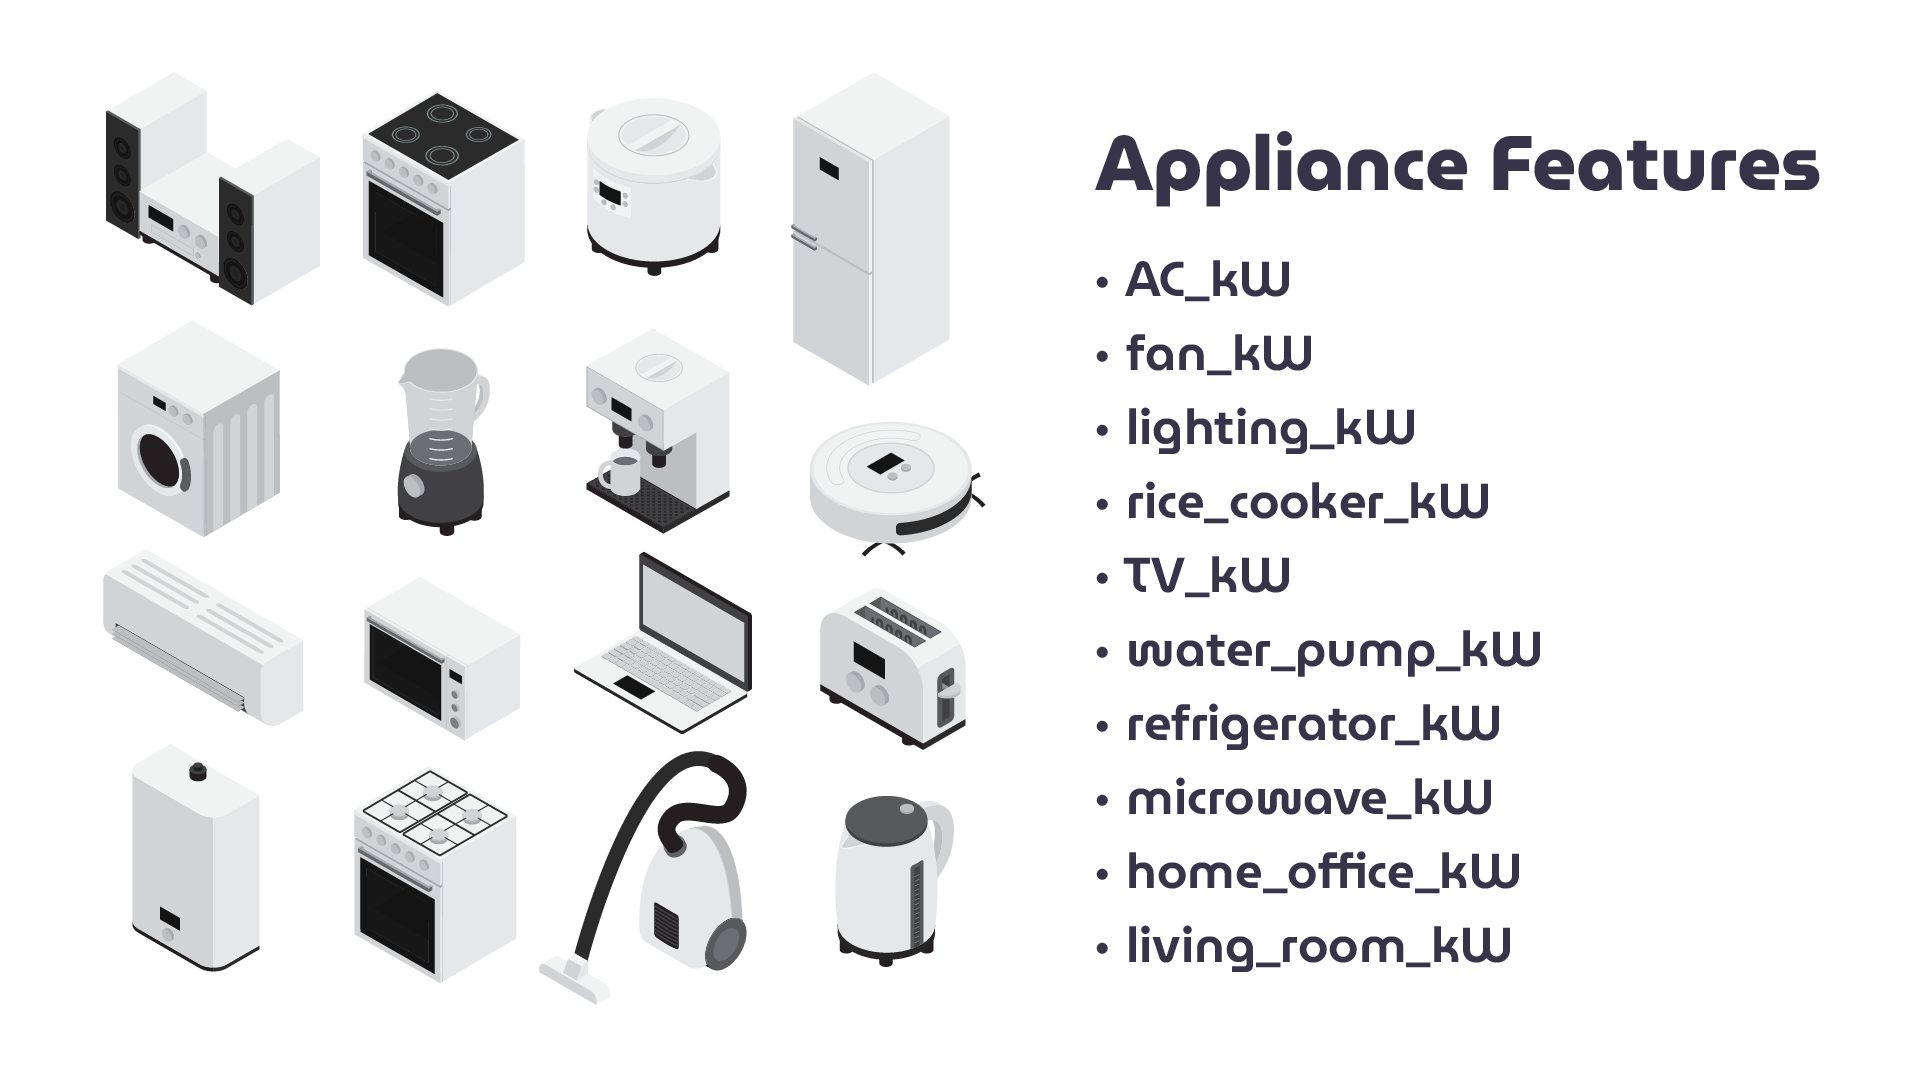 Appliance Features
• AC_kW
• fan_kW
• lighting_kW
• rice_cooker_kW
• TV_kW
• water_pump_kW
• refrigerator_kW
• microwave_kW
• home_office_kW
• living_room_kW